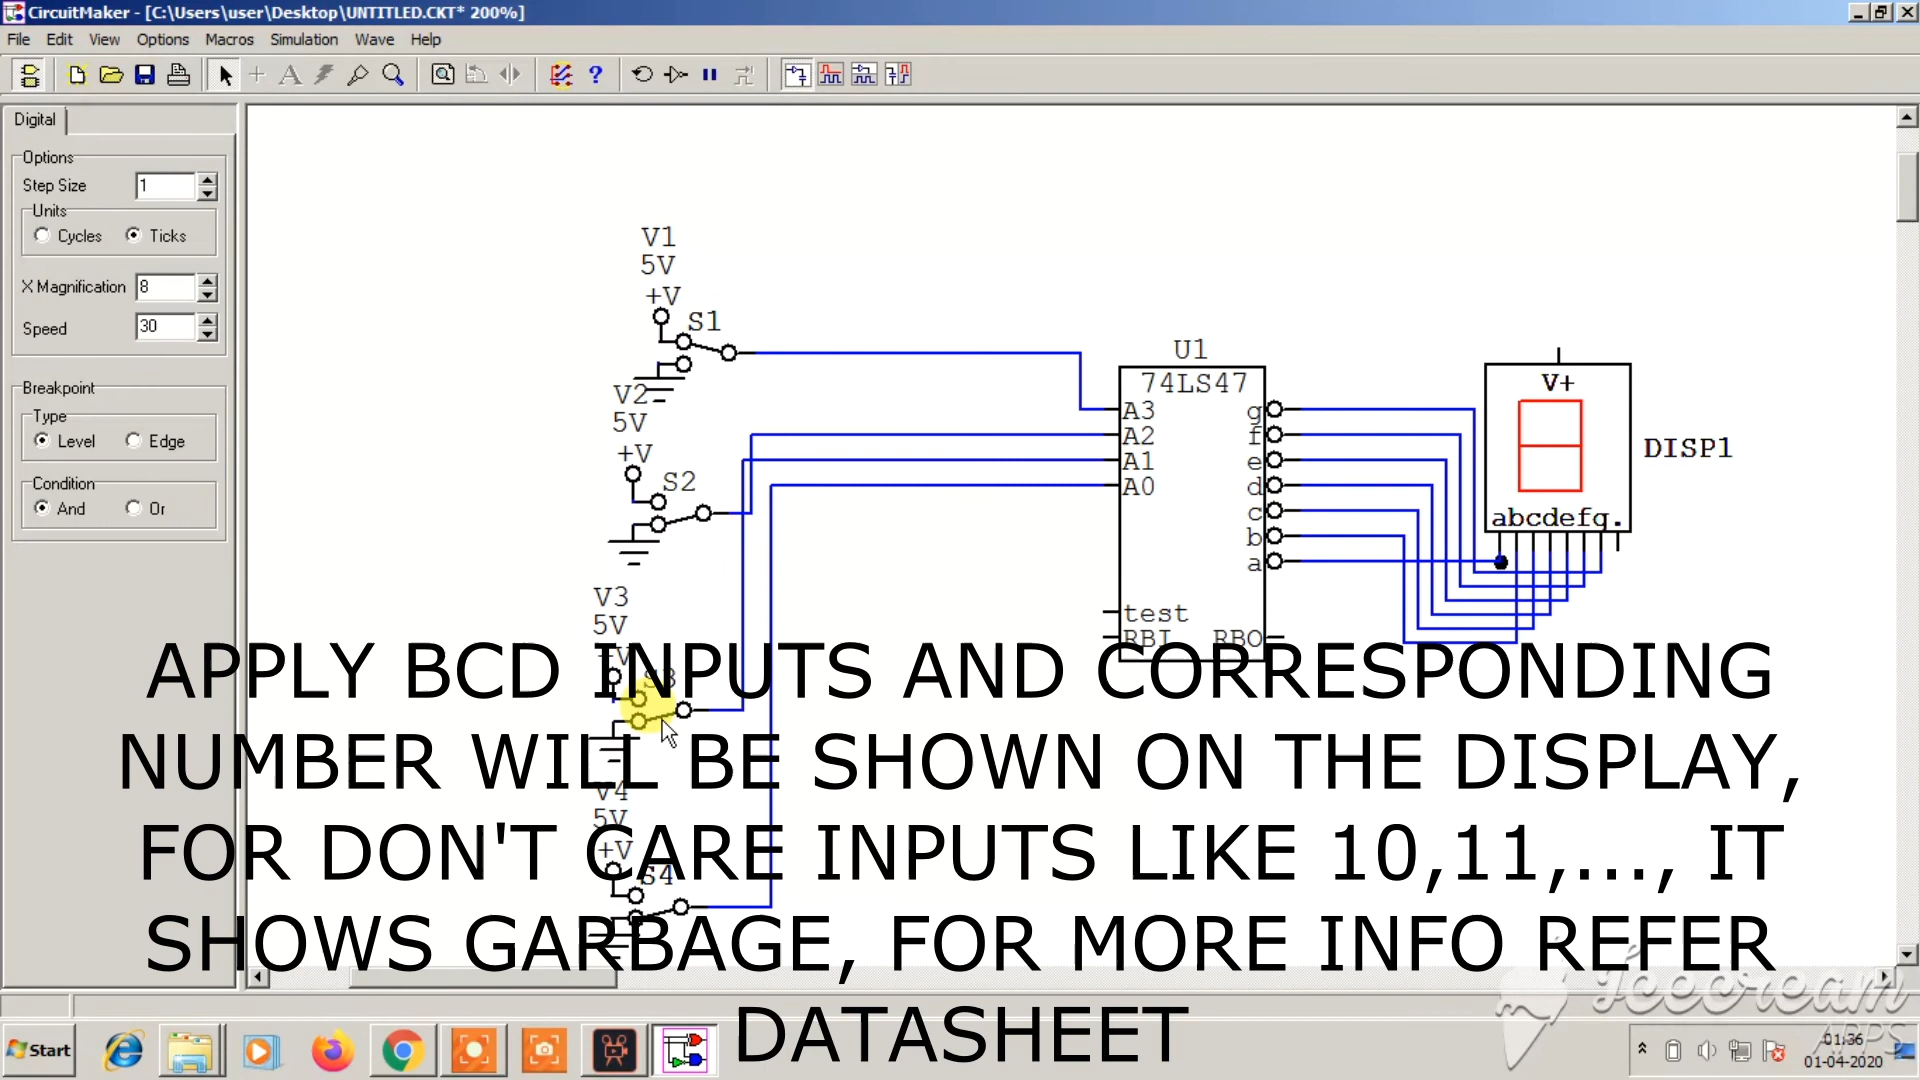 CircuitMaker - [C:\Users\user\Desktop\UNTITLED.CKT* 200%]
File Edit View Options Macros Simulation Wave Help
Digital
Options
Step Size 1
Units
Cycles Ticks
X Magnification 8
Speed 30
Breakpoint
Type
Level Edge
Condition
And Or
V1
5V
+V
S1
V2
5V
+V
S2
V3
5V
+V
S3
V4
5V
+V
S4
U1
74LS47
A3 g
A2 f
A1 e
A0 d
c
b
a
test
RBI RBO
V+
abcdefg.
DISP1
APPLY BCD INPUTS AND CORRESPONDING
NUMBER WILL BE SHOWN ON THE DISPLAY,
FOR DON'T CARE INPUTS LIKE 10,11,..., IT
SHOWS GARBAGE, FOR MORE INFO REFER
DATASHEET
Icecream
APPS
Start
01:36
01-04-2020